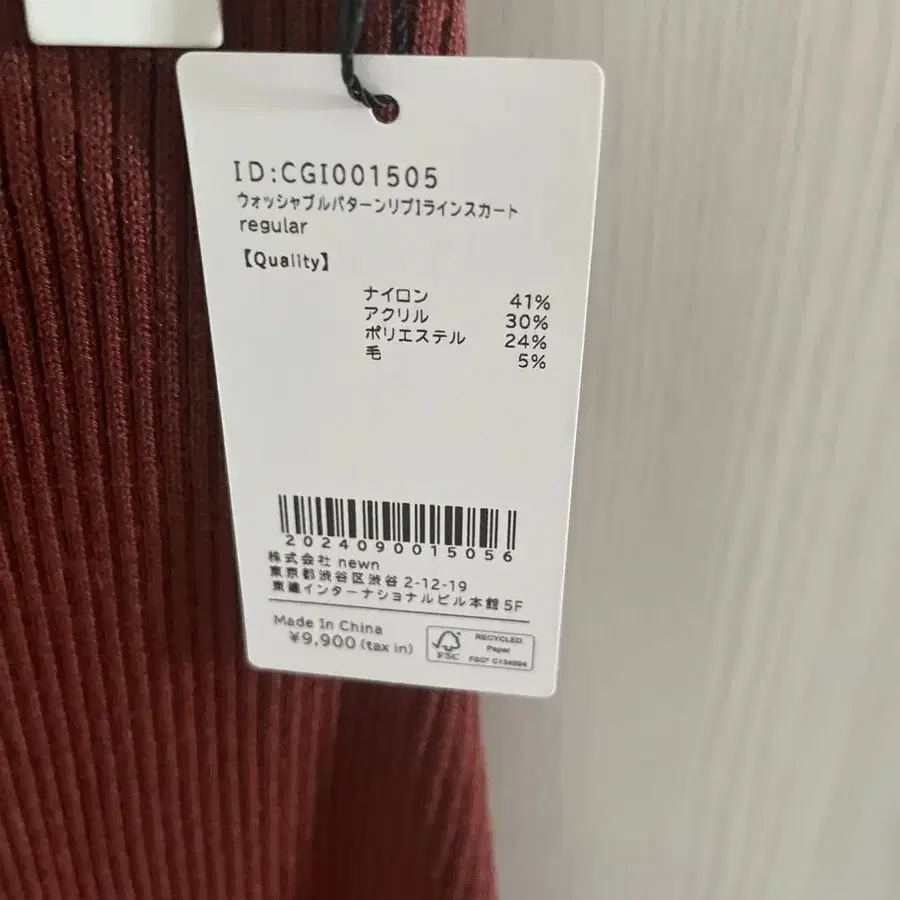 ID:CGI001505
ウォッシャブルパターンリブIラインスカート
regular
【Quality】
ナイロン 41%
アクリル 30%
ポリエステル 24%
毛 5%
2024090015056
株式会社 newn
東京都渋谷区渋谷 2-12-19
東建インターナショナルビル本館 5F
Made In China
¥9,900 (tax in)
FSC
RECYCLED
Paper